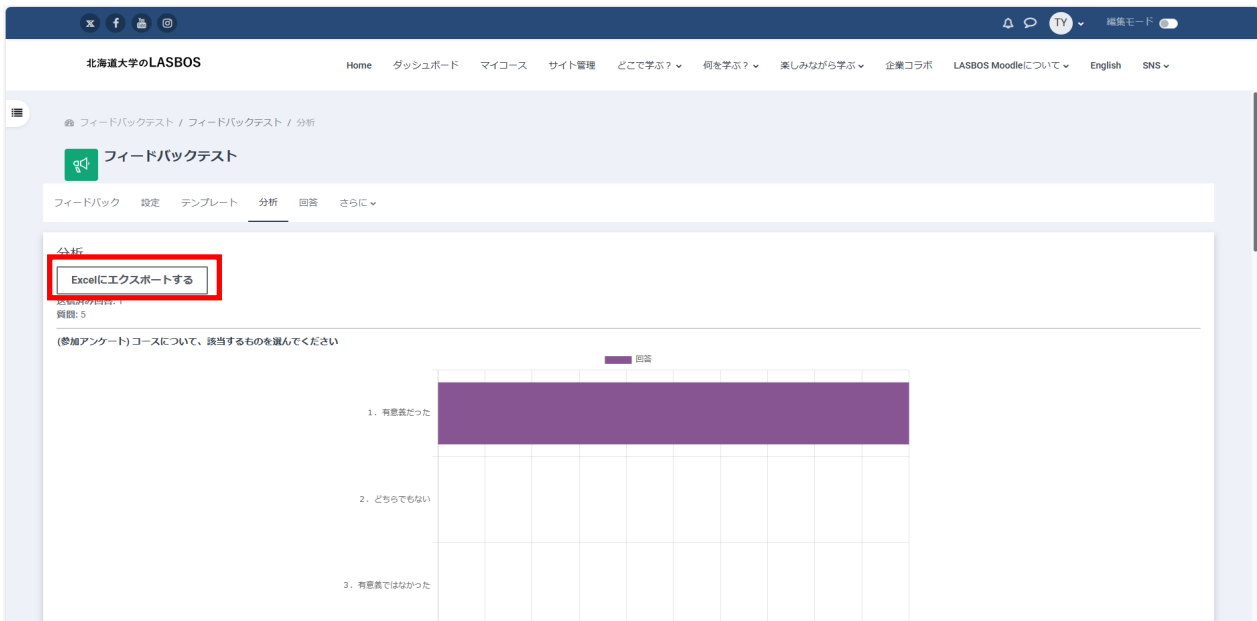 TY 編集モード
北海道大学のLASBOS
Home ダッシュボード マイコース サイト管理 どこで学ぶ？ 何を学ぶ？ 楽しみながら学ぶ 企業コラボ LASBOS Moodleについて English SNS
フィードバックテスト / フィードバックテスト / 分析
フィードバックテスト
フィードバック 設定 テンプレート 分析 回答 さらに
分析
Excelにエクスポートする
送信済み回答: 1
質問: 5
(参加アンケート) コースについて、該当するものを選んでください
回答
1. 有意義だった
2. どちらでもない
3. 有意義ではなかった